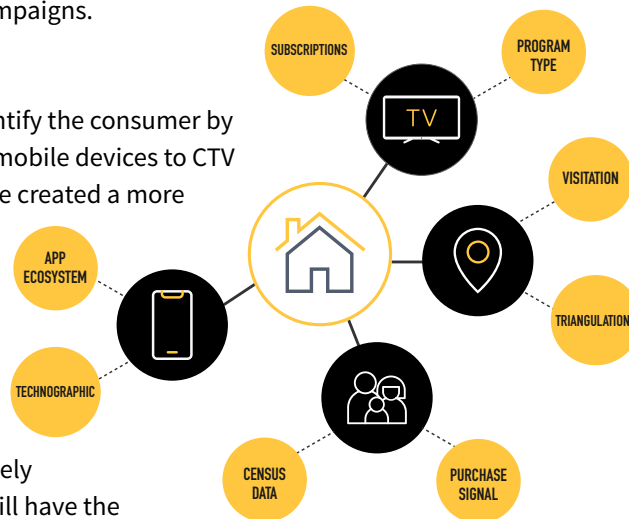 mpaigns.
SUBSCRIPTIONS
PROGRAM
TYPE
TV
ntify the consumer by
mobile devices to CTV
e created a more
VISITATION
APP
ECOSYSTEM
TRIANGULATION
TECHNOGRAPHIC
ely
ill have the
CENSUS
DATA
PURCHASE
SIGNAL